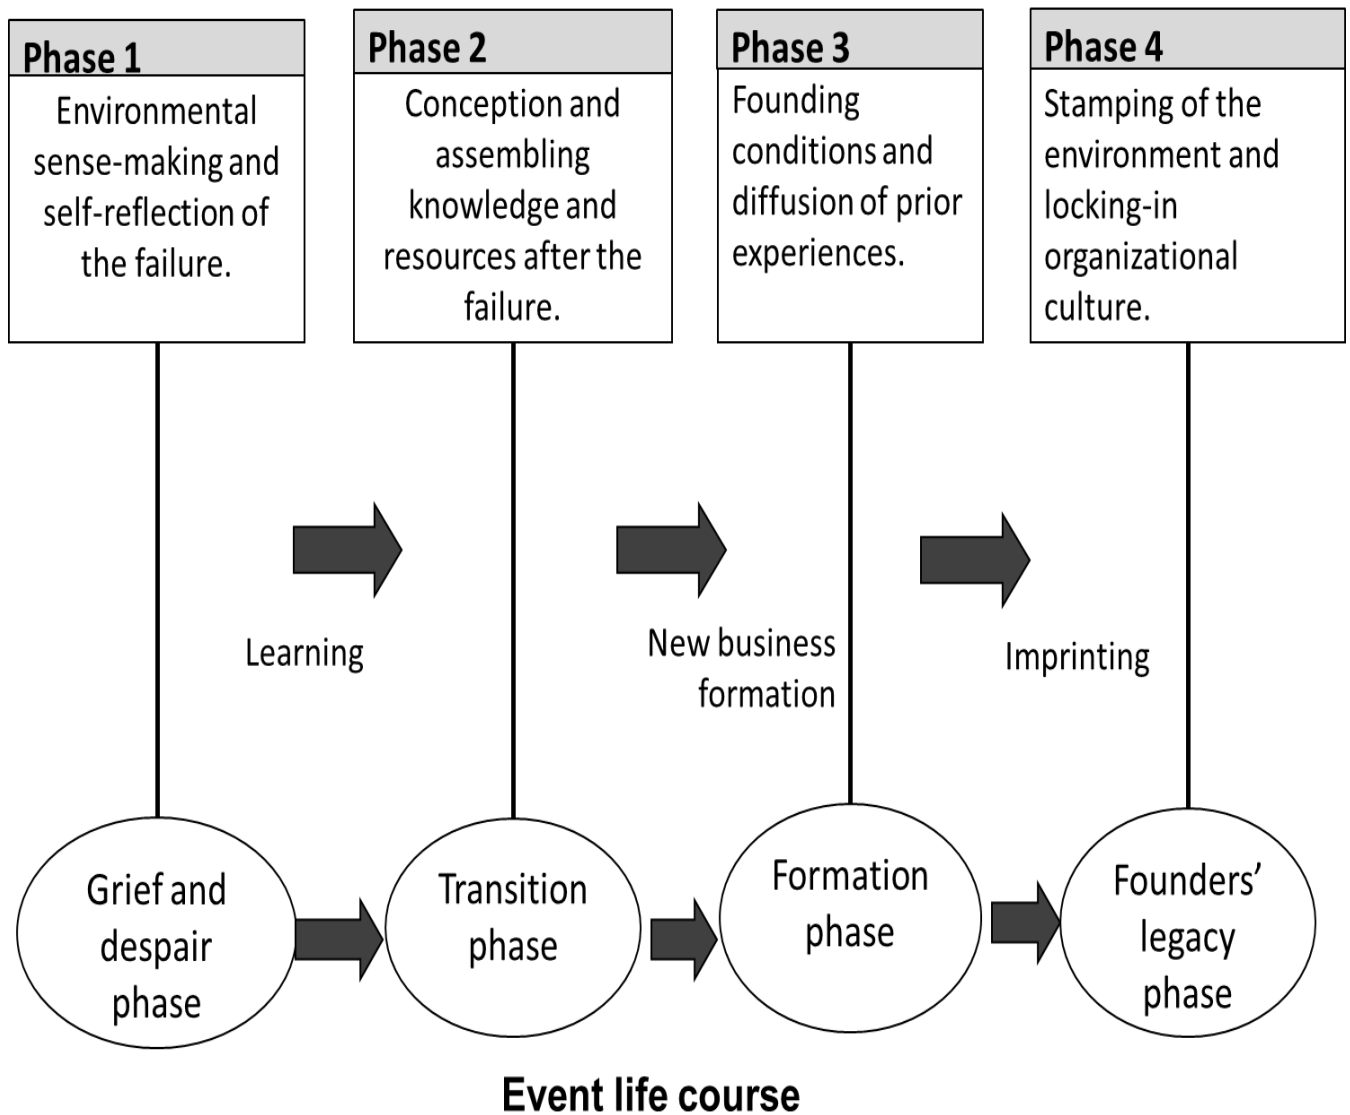 Phase 1
Environmental
sense-making and
self-reflection of
the failure.
Phase 2
Conception and
assembling
knowledge and
resources after the
failure.
Phase 3
Founding
conditions and
diffusion of prior
experiences.
Phase 4
Stamping of the
environment and
locking-in
organizational
culture.
Learning
New business
formation
Imprinting
Grief and
despair
phase
Transition
phase
Formation
phase
Founders’
legacy
phase
Event life course